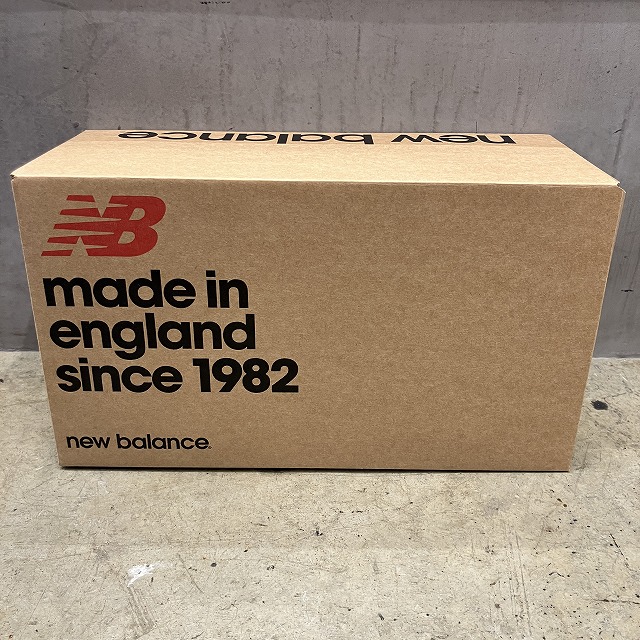 new balance
NB
made in
england
since 1982
new balance.